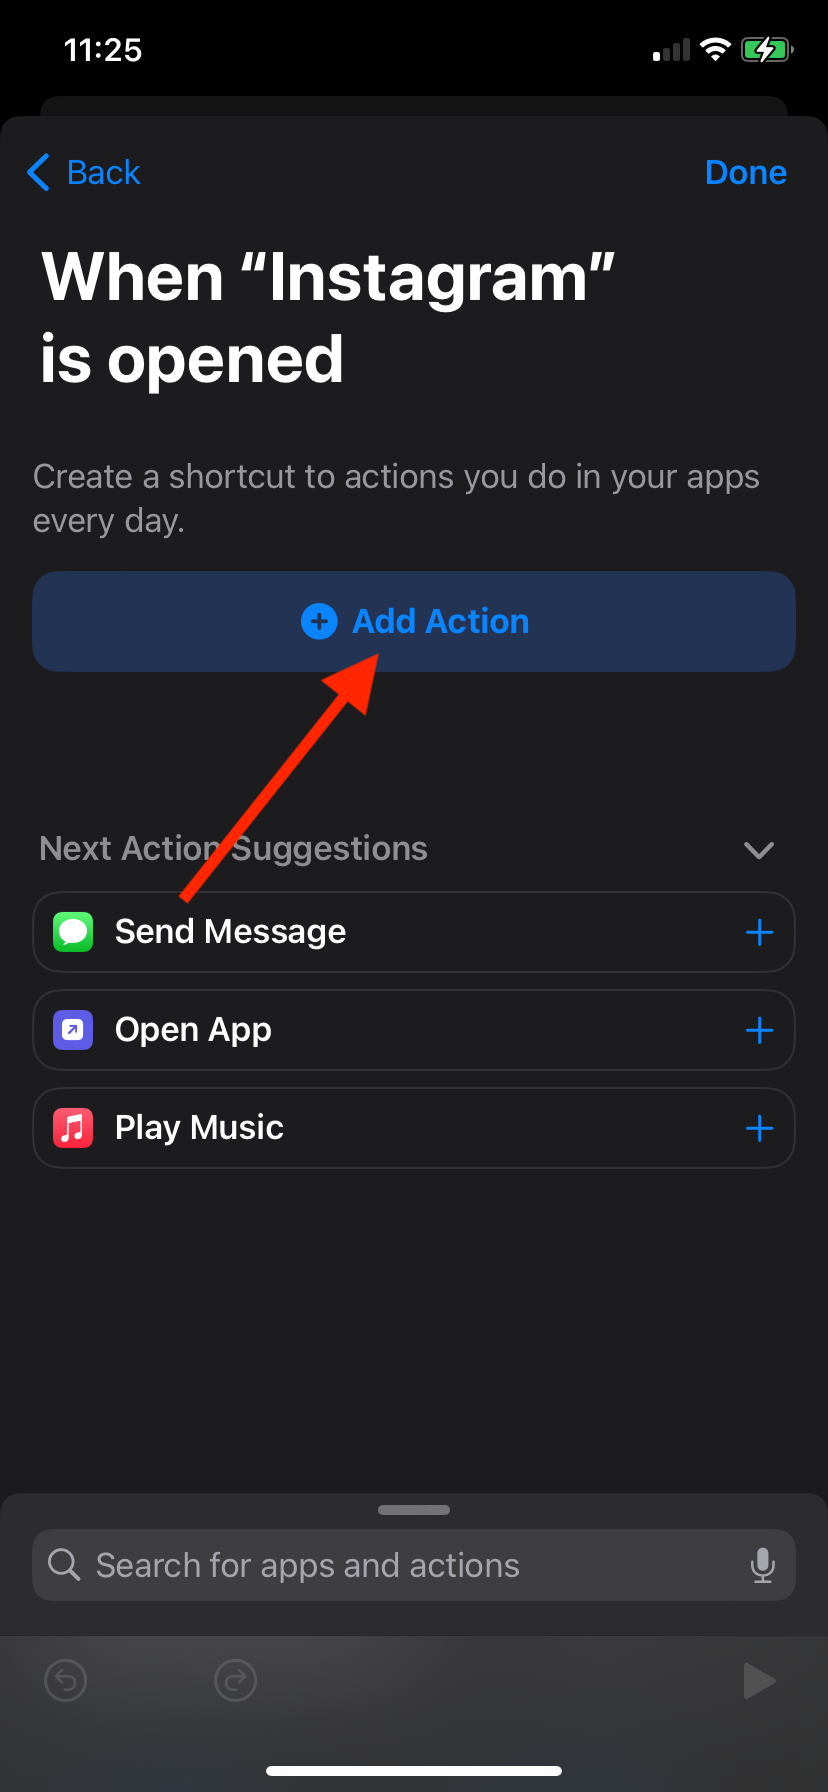 11:25
Back
Done
When “Instagram”
is opened
Create a shortcut to actions you do in your apps
every day.
Add Action
Next Action Suggestions
Send Message
Open App
Play Music
Search for apps and actions